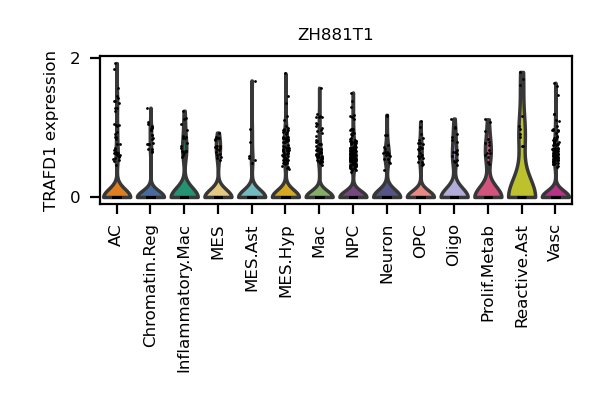 ZH881T1
TRAFD1 expression
2
0
AC
Chromatin.Reg
Inflammatory.Mac
MES
MES.Ast
MES.Hyp
Mac
NPC
Neuron
OPC
Oligo
Prolif.Metab
Reactive.Ast
Vasc